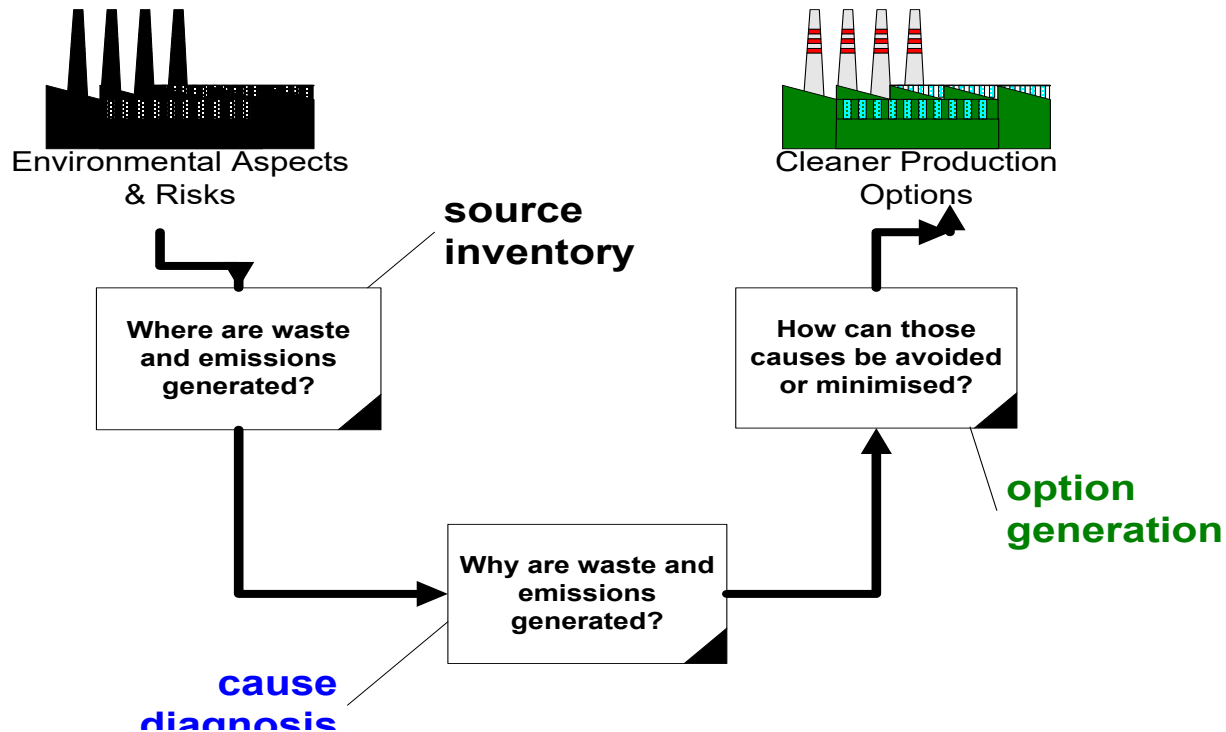 Environmental Aspects
& Risks
Cleaner Production
Options
source
inventory
Where are waste
and emissions
generated?
How can those
causes be avoided
or minimised?
option
generation
Why are waste and
emissions
generated?
cause
diagnosis